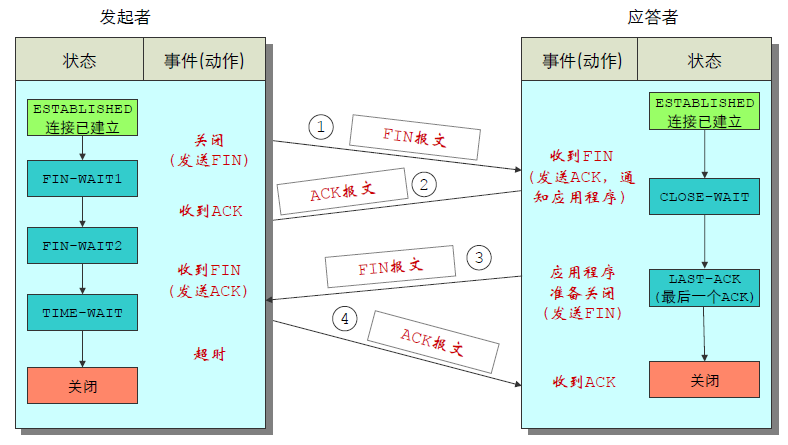 发起者
应答者
状态
事件(动作)
事件(动作)
状态
ESTABLISHED
连接已建立
关闭
(发送FIN)
FIN-WAIT1
收到ACK
FIN-WAIT2
收到FIN
(发送ACK)
TIME-WAIT
超时
关闭
1
FIN报文
2
ACK报文
3
FIN报文
4
ACK报文
收到FIN
(发送ACK, 通
知应用程序)
应用程序
准备关闭
(发送FIN)
收到ACK
ESTABLISHED
连接已建立
CLOSE-WAIT
LAST-ACK
(最后一个ACK)
关闭